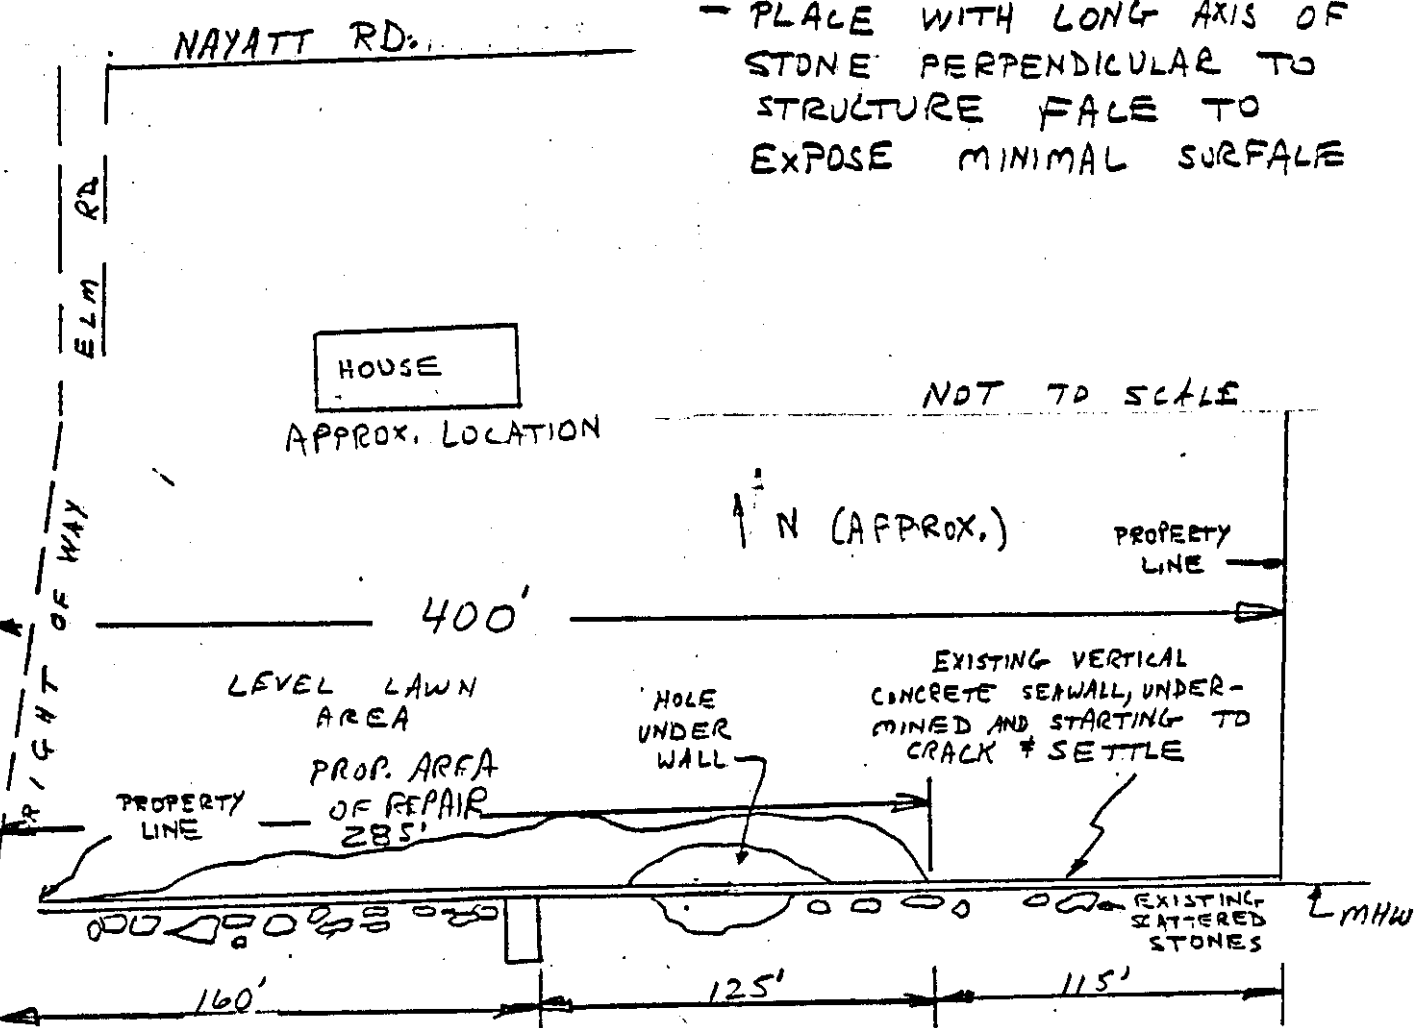 - PLACE WITH LONG AXIS OF
STONE PERPENDICULAR TO
STRUCTURE FACE TO
EXPOSE MINIMAL SURFACE
NAYATT RD.
ELM RD
HOUSE
APPROX. LOCATION
NOT TO SCALE
N (APPROX.)
PROPERTY
LINE
RIGHT OF WAY
400'
LEVEL LAWN
AREA
HOLE
UNDER
WALL
EXISTING VERTICAL
CONCRETE SEAWALL, UNDER-
MINED AND STARTING TO
CRACK & SETTLE
PROP. AREA
OF REPAIR
285'
PROPERTY
LINE
EXISTING
SCATTERED
STONES
MHW
160'
125'
115'